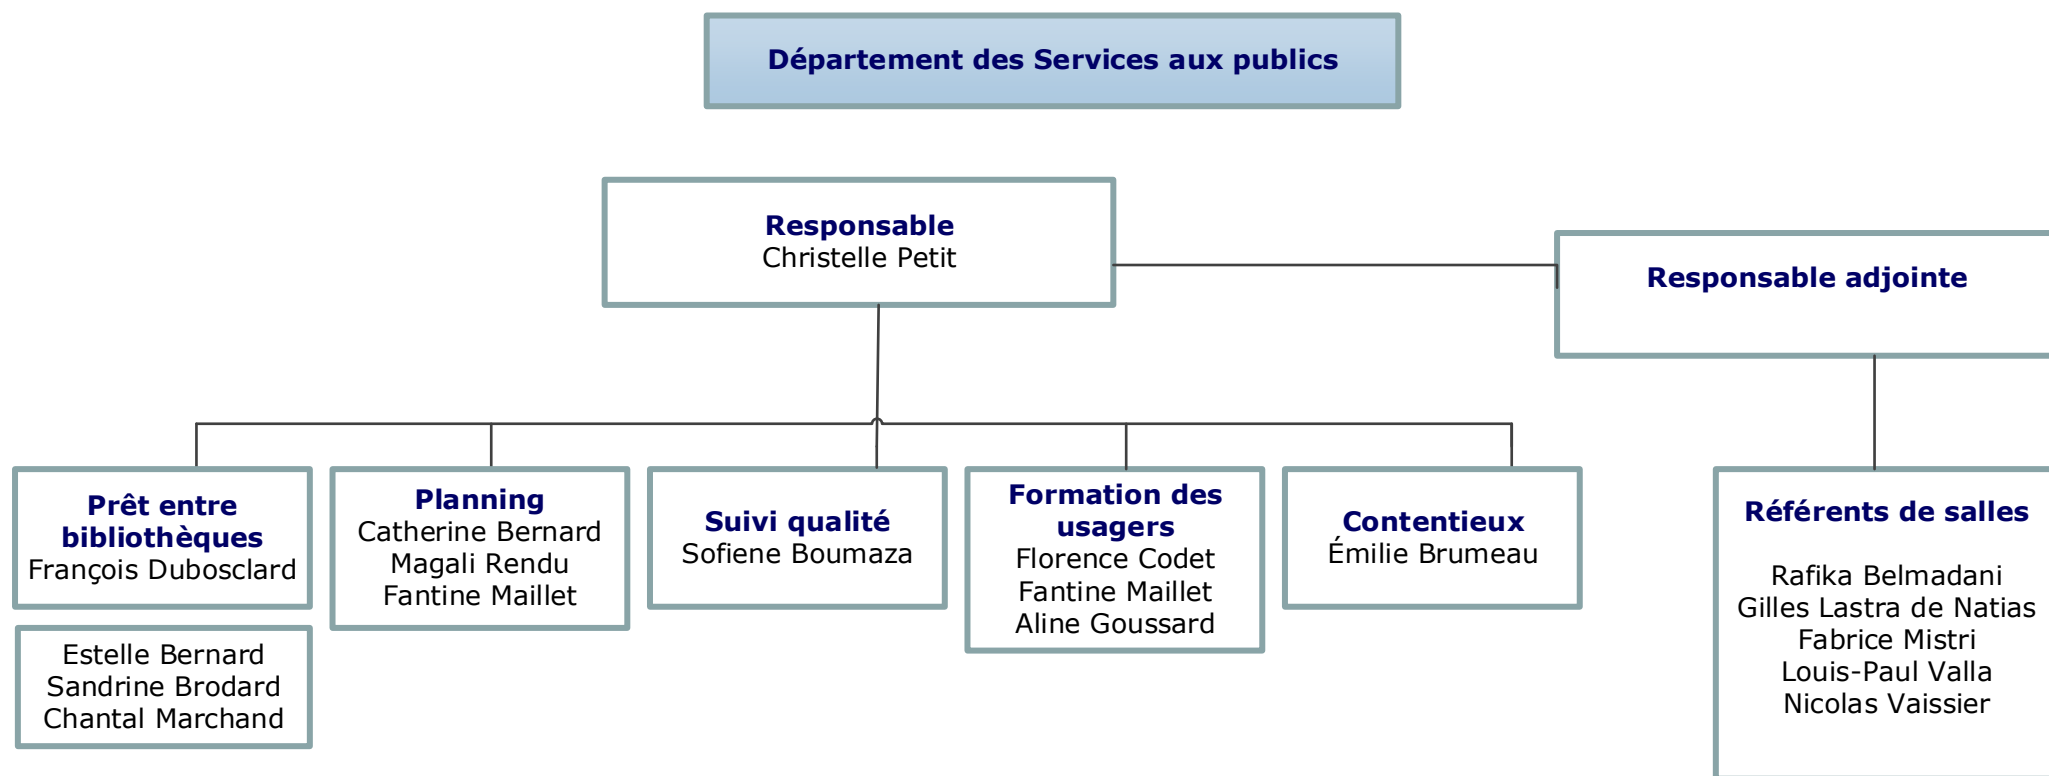 Département des Services aux publics
Responsable
Christelle Petit
Responsable adjointe
Prêt entre
bibliothèques
François Dubosclard
Estelle Bernard
Sandrine Brodard
Chantal Marchand
Planning
Catherine Bernard
Magali Rendu
Fantine Maillet
Suivi qualité
Sofiene Boumaza
Formation des
usagers
Florence Codet
Fantine Maillet
Aline Goussard
Contentieux
Émilie Brumeau
Référents de salles
Rafika Belmadani
Gilles Lastra de Natias
Fabrice Mistri
Louis-Paul Valla
Nicolas Vaissier